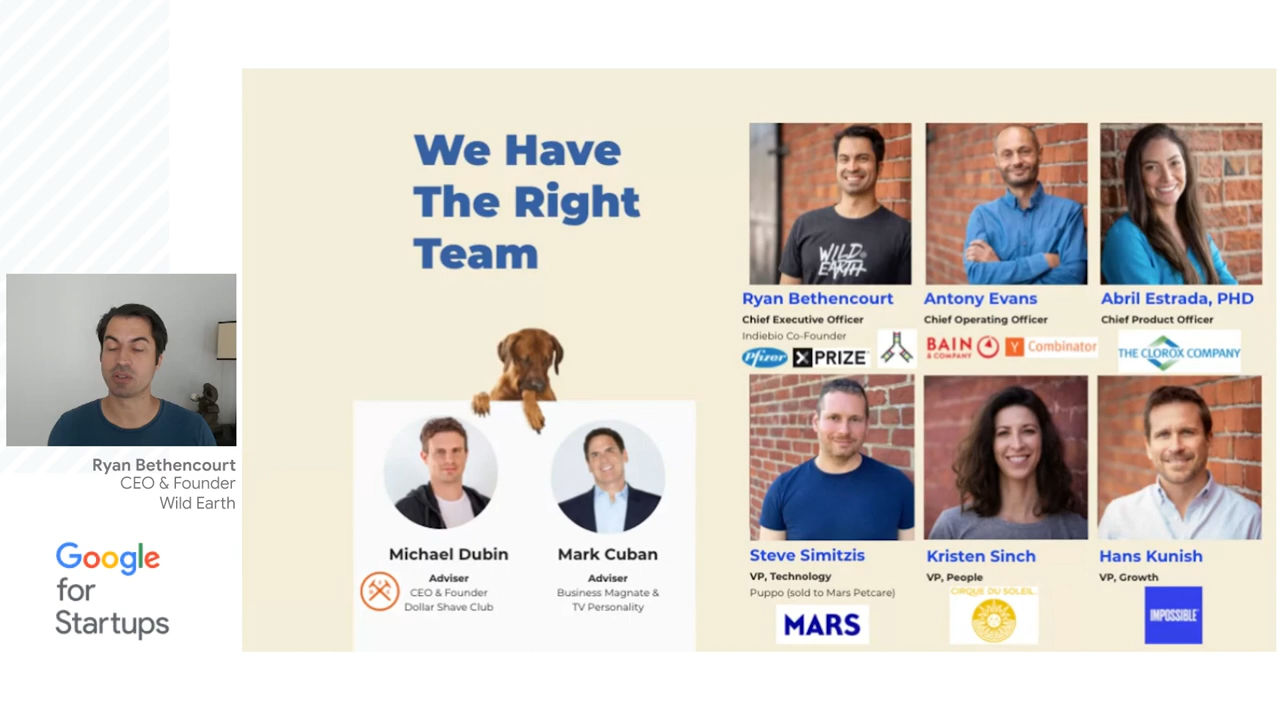 We Have
The Right
Team
WILD
EARTH
Ryan Bethencourt
Chief Executive Officer
Indiebio Co-Founder
Pfizer XPRIZE
Antony Evans
Chief Operating Officer
BAIN
& COMPANY
Y Combinator
Abril Estrada, PHD
Chief Product Officer
THE CLOROX COMPANY
Steve Simitzis
VP, Technology
Puppo (sold to Mars Petcare)
MARS
Kristen Sinch
VP, People
CIRQUE DU SOLEIL
Hans Kunish
VP, Growth
IMPOSSIBLE
Michael Dubin
Adviser
CEO & Founder
Dollar Shave Club
Mark Cuban
Adviser
Business Magnate &
TV Personality
Ryan Bethencourt
CEO & Founder
Wild Earth
Google
for
Startups